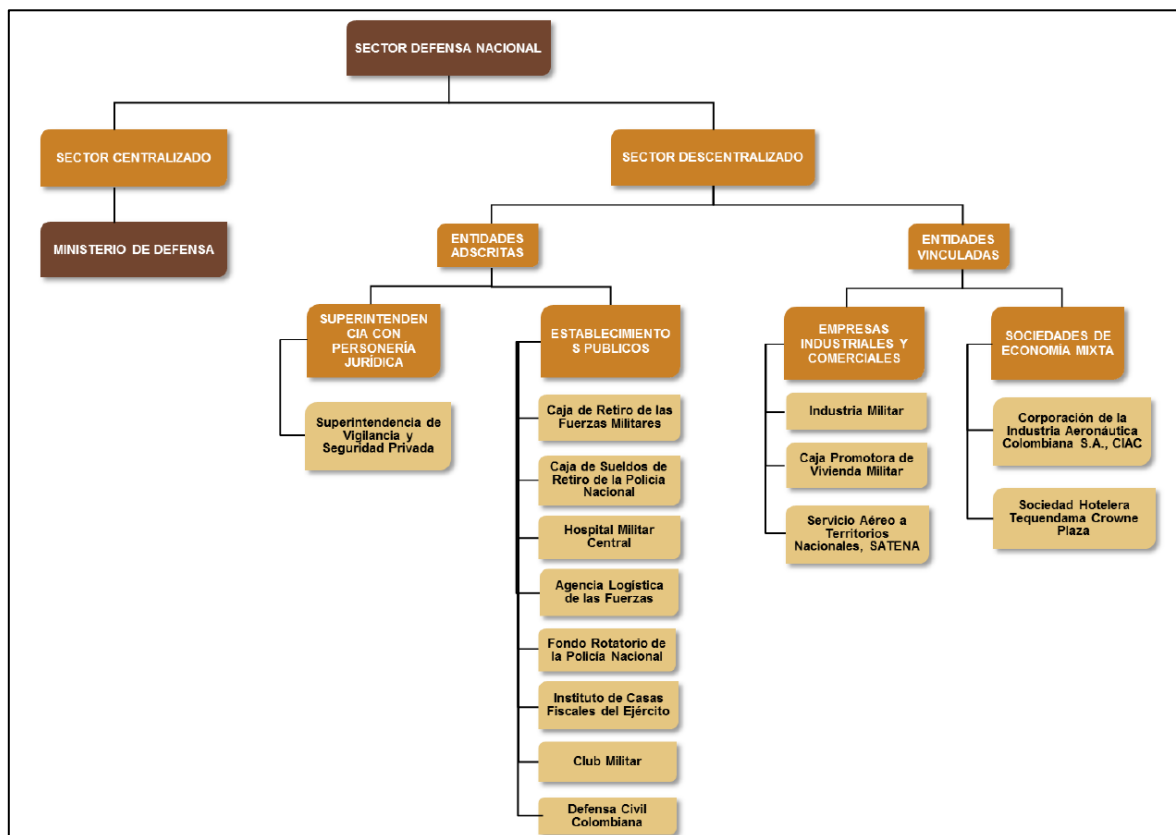 SECTOR DEFENSA NACIONAL
SECTOR CENTRALIZADO
SECTOR DESCENTRALIZADO
MINISTERIO DE DEFENSA
ENTIDADES
ADSCRITAS
ENTIDADES
VINCULADAS
SUPERINTENDEN
CIA CON
PERSONERÍA
JURÍDICA
ESTABLECIMIENTO
S PUBLICOS
EMPRESAS
INDUSTRIALES Y
COMERCIALES
SOCIEDADES DE
ECONOMÍA MIXTA
Superintendencia de
Vigilancia y
Seguridad Privada
Caja de Retiro de las
Fuerzas Militares
Caja de Sueldos de
Retiro de la Policía
Nacional
Hospital Militar
Central
Agencia Logística
de las Fuerzas
Fondo Rotatorio de
la Policía Nacional
Instituto de Casas
Fiscales del Ejército
Club Militar
Defensa Civil
Colombiana
Industria Militar
Caja Promotora de
Vivienda Militar
Servicio Aéreo a
Territorios
Nacionales, SATENA
Corporación de la
Industria Aeronáutica
Colombiana S.A., CIAC
Sociedad Hotelera
Tequendama Crowne
Plaza